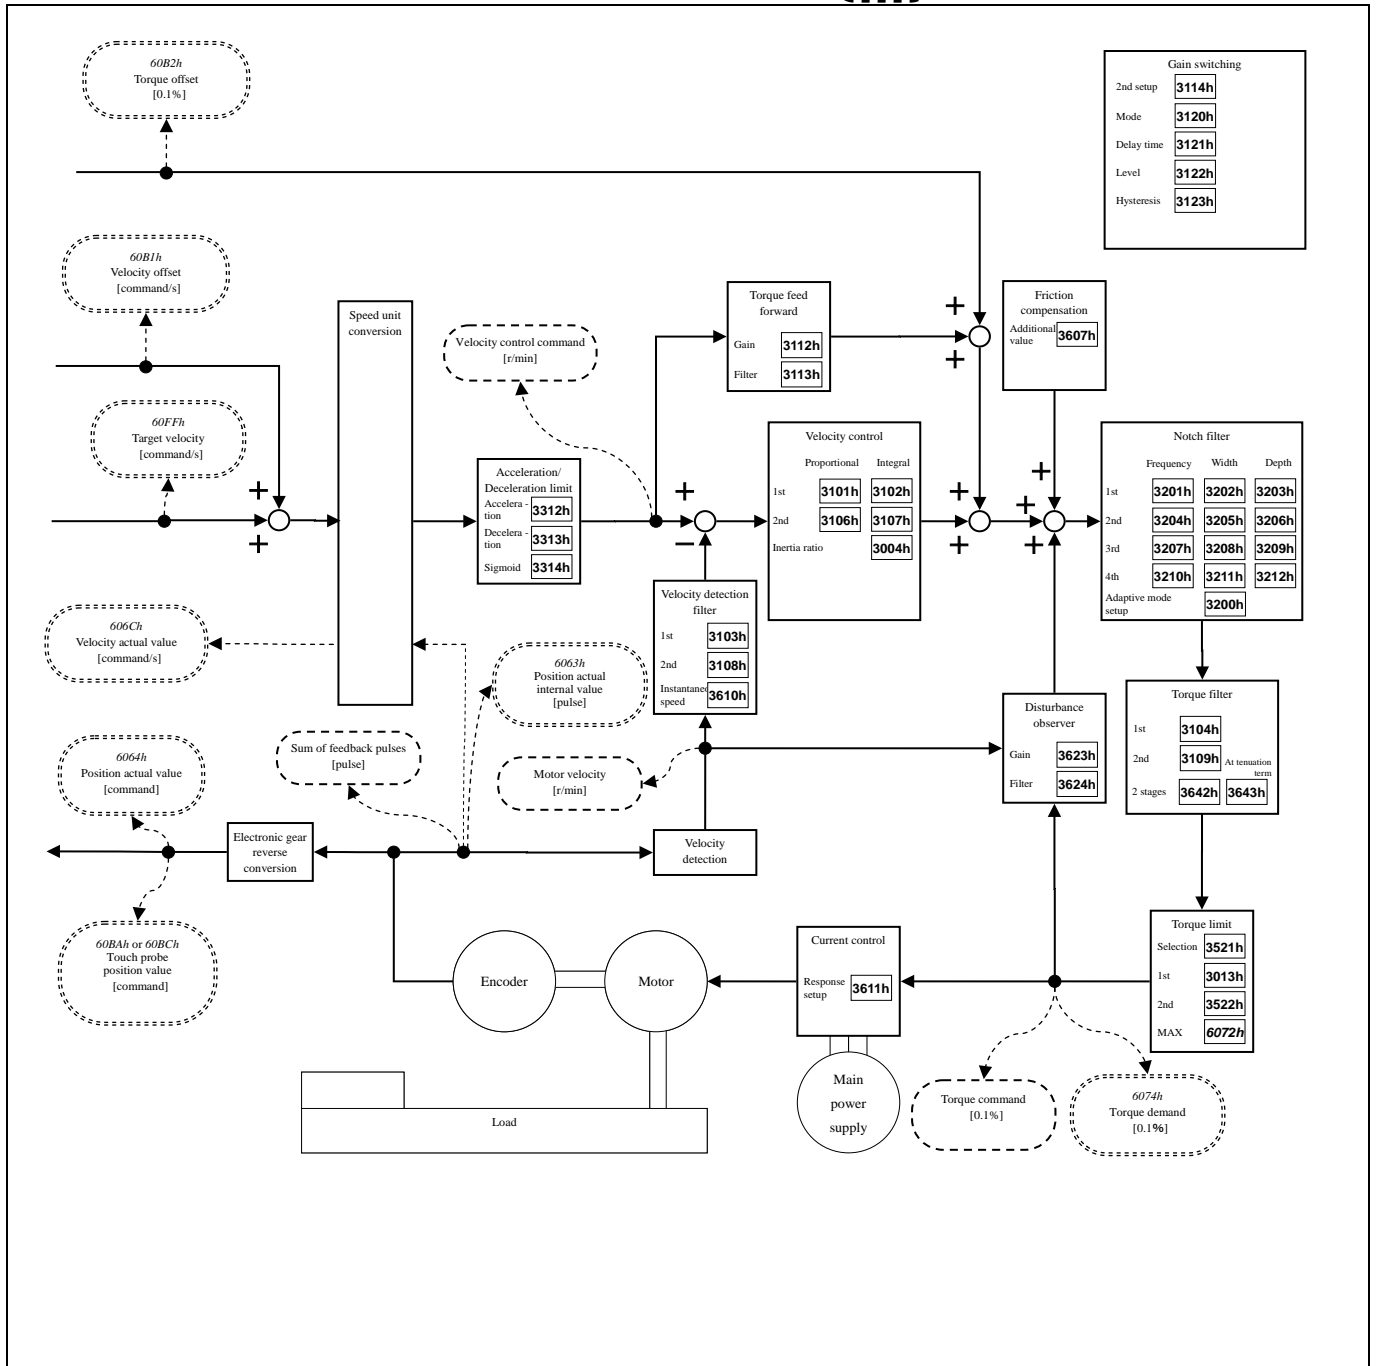 60B2h
Torque offset
[0.1%]
Gain switching
2nd setup 3114h
Mode 3120h
Delay time 3121h
Level 3122h
Hysteresis 3123h
60B1h
Velocity offset
[command/s]
Speed unit
conversion
Velocity control command
[r/min]
Torque feed
forward
Gain 3112h
Filter 3113h
+
+
Friction
compensation
Additional
value 3607h
60FFh
Target velocity
[command/s]
+
+
Acceleration/
Deceleration limit
Accelera -
tion 3312h
Decelera -
tion 3313h
Sigmoid 3314h
+
−
Velocity control
Proportional Integral
1st 3101h 3102h
2nd 3106h 3107h
Inertia ratio 3004h
+
+
+
+
+
Notch filter
Frequency Width Depth
1st 3201h 3202h 3203h
2nd 3204h 3205h 3206h
3rd 3207h 3208h 3209h
4th 3210h 3211h 3212h
Adaptive mode
setup 3200h
Velocity detection
filter
1st 3103h
2nd 3108h
Instantaneo
speed 3610h
606Ch
Velocity actual value
[command/s]
6063h
Position actual
internal value
[pulse]
Disturbance
observer
Gain 3623h
Filter 3624h
Torque filter
1st 3104h
2nd 3109h
At tenuation
term
2 stages 3642h 3643h
6064h
Position actual value
[command]
Sum of feedback pulses
[pulse]
Motor velocity
[r/min]
Electronic gear
reverse
conversion
Velocity
detection
60BAh or 60BCh
Touch probe
position value
[command]
Encoder
Motor
Current control
Response
setup 3611h
Torque limit
Selection 3521h
1st 3013h
2nd 3522h
MAX 6072h
Main
power
supply
Torque command
[0.1%]
6074h
Torque demand
[0.1%]
Load